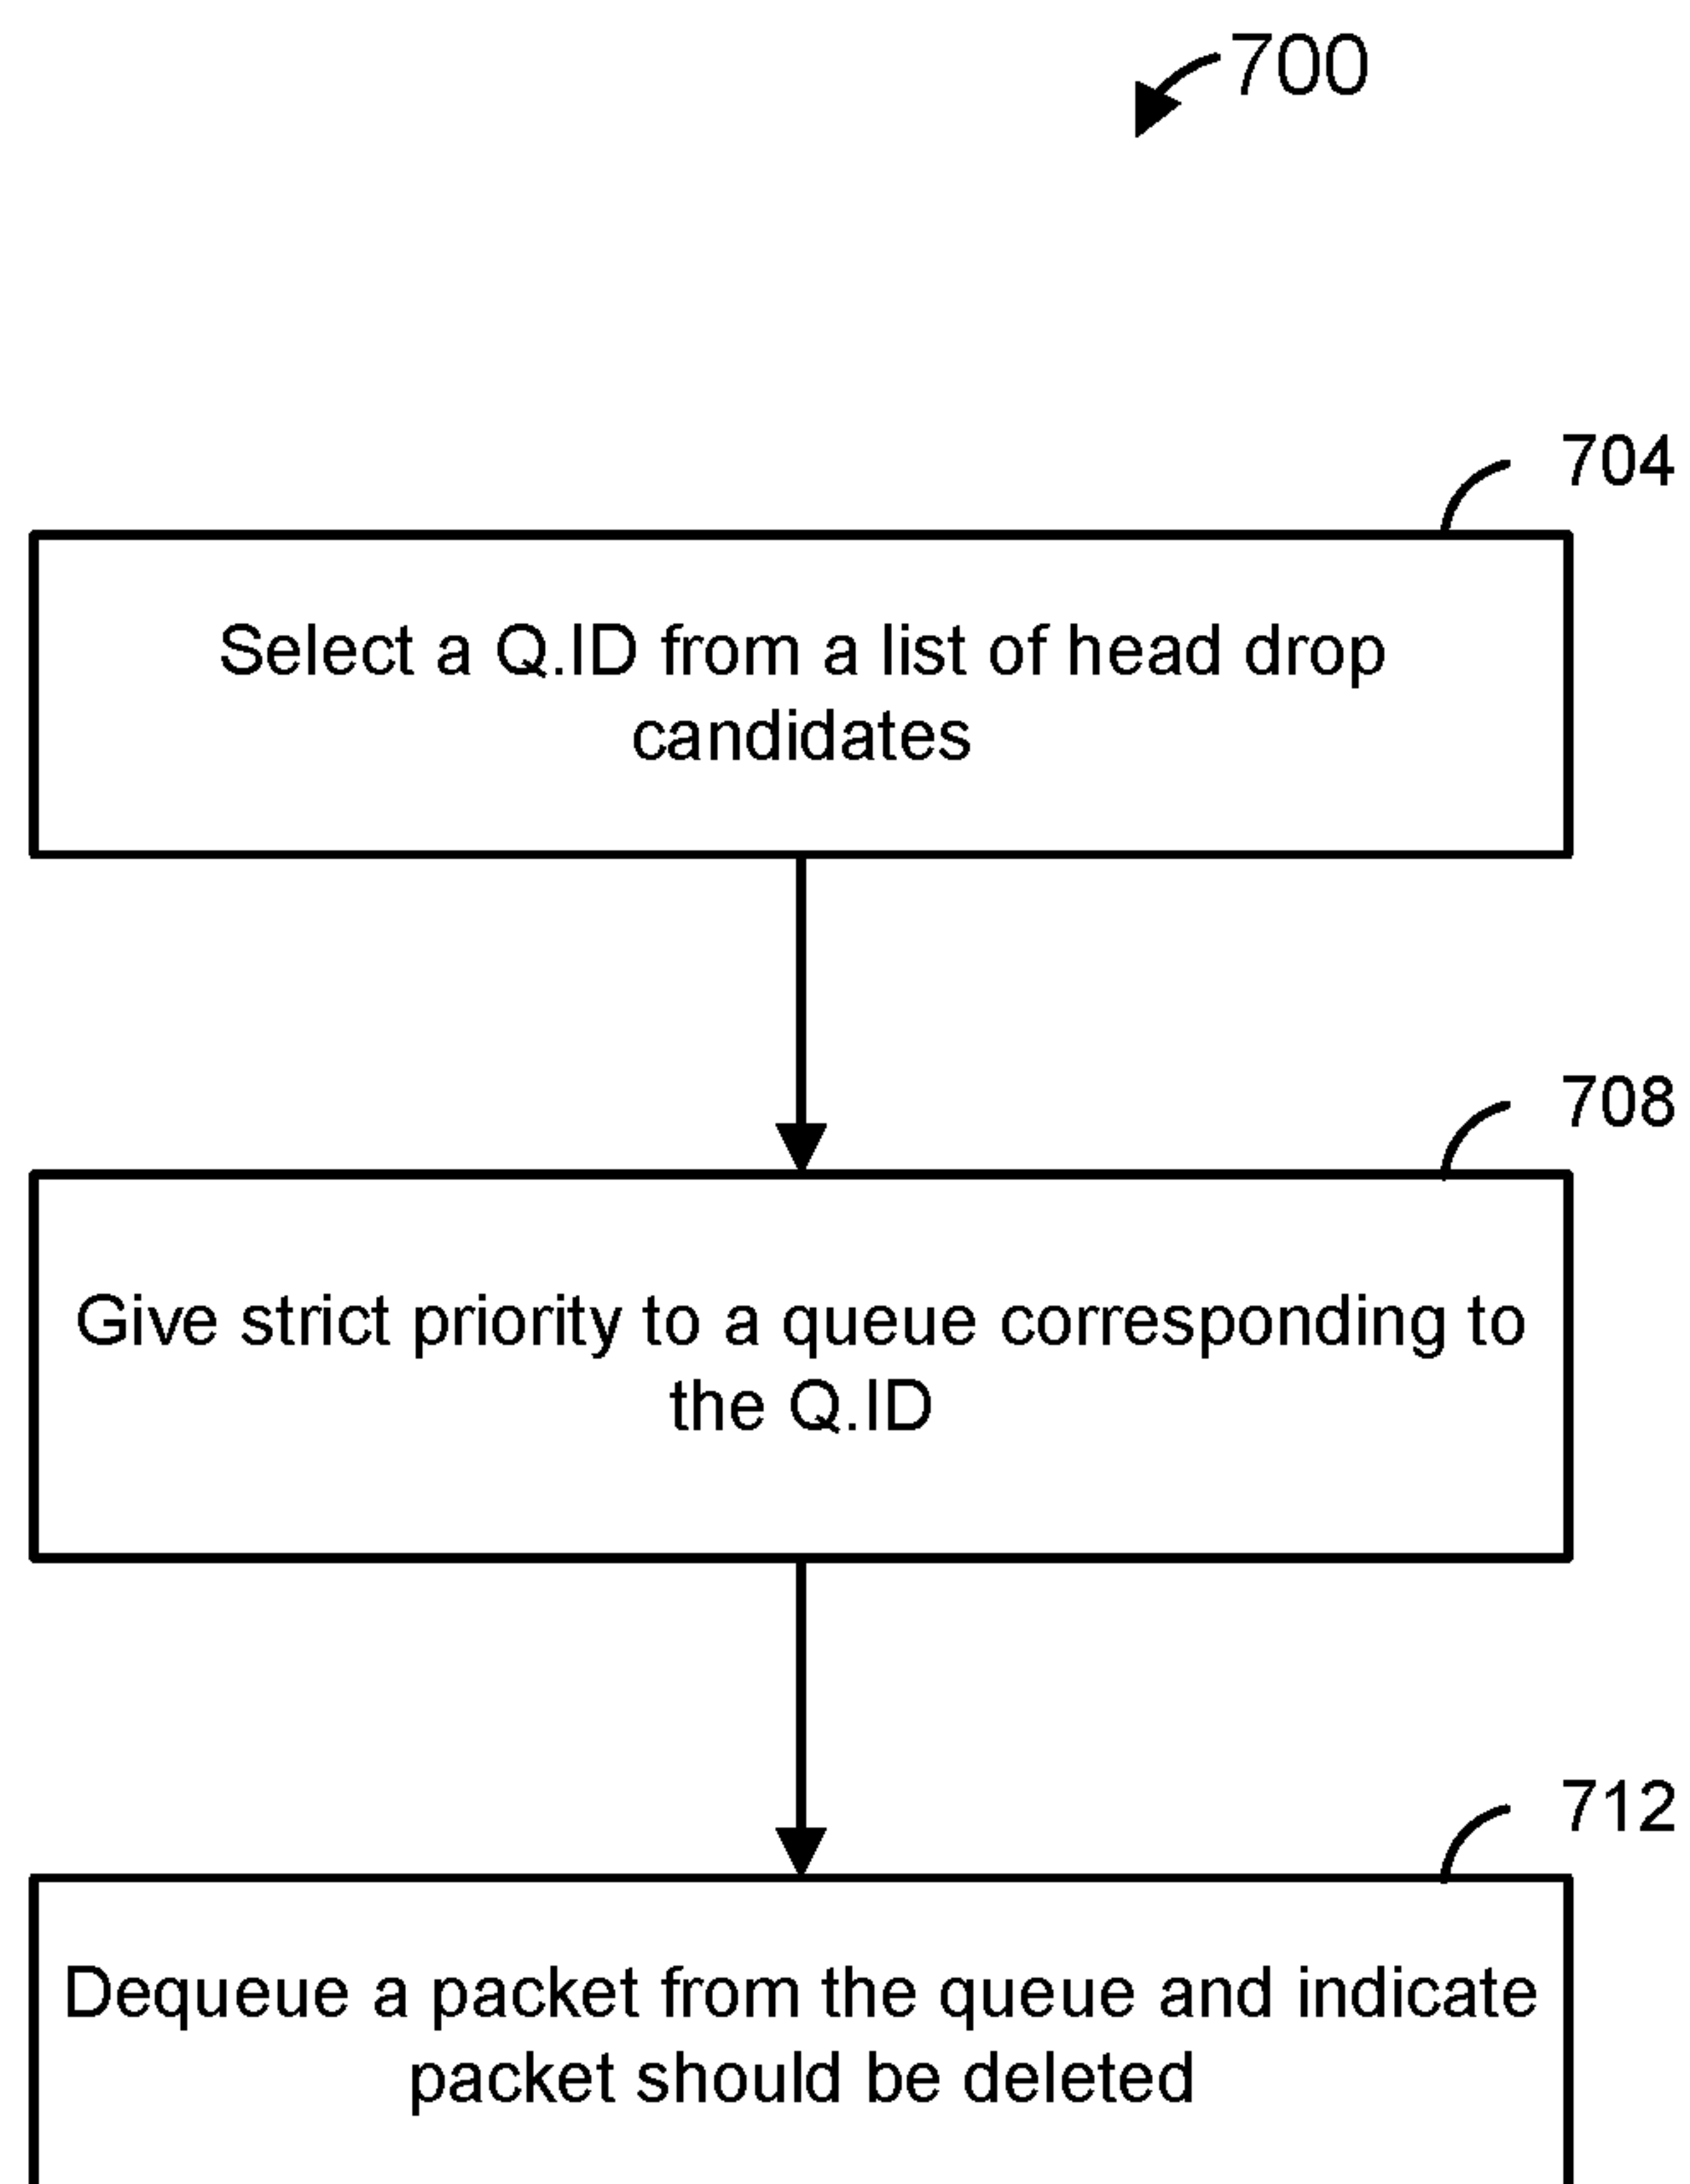 700
704
Select a Q.ID from a list of head drop
candidates
708
Give strict priority to a queue corresponding to
the Q.ID
712
Dequeue a packet from the queue and indicate
packet should be deleted